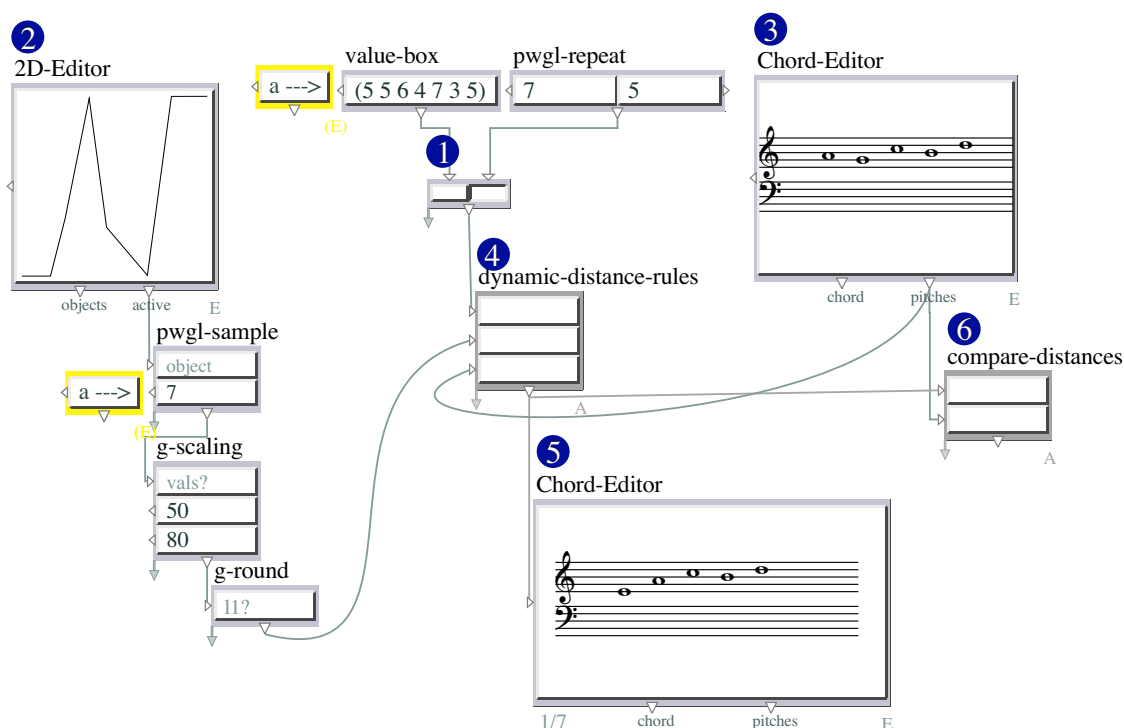 2
2D-Editor
objects
active
E
a --->
(E)
value-box
(5 5 6 4 7 3 5)
pwgl-repeat
7
5
1
3
Chord-Editor
chord
pitches
E
4
dynamic-distance-rules
A
6
compare-distances
A
pwgl-sample
object
7
a --->
(E)
g-scaling
vals?
50
80
g-round
l1?
5
Chord-Editor
1/7
chord
pitches
E